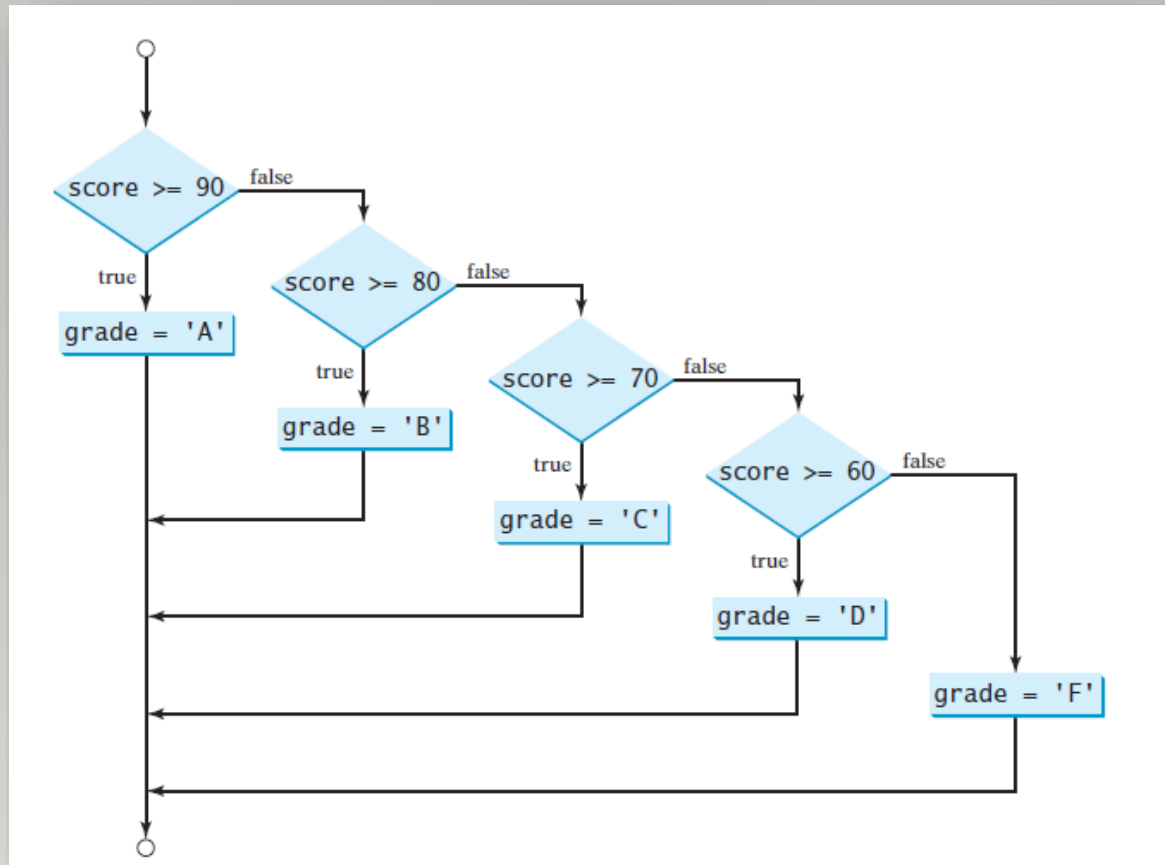 score >= 90
false
true
grade = 'A'
score >= 80
false
true
grade = 'B'
score >= 70
false
true
grade = 'C'
score >= 60
false
true
grade = 'D'
grade = 'F'